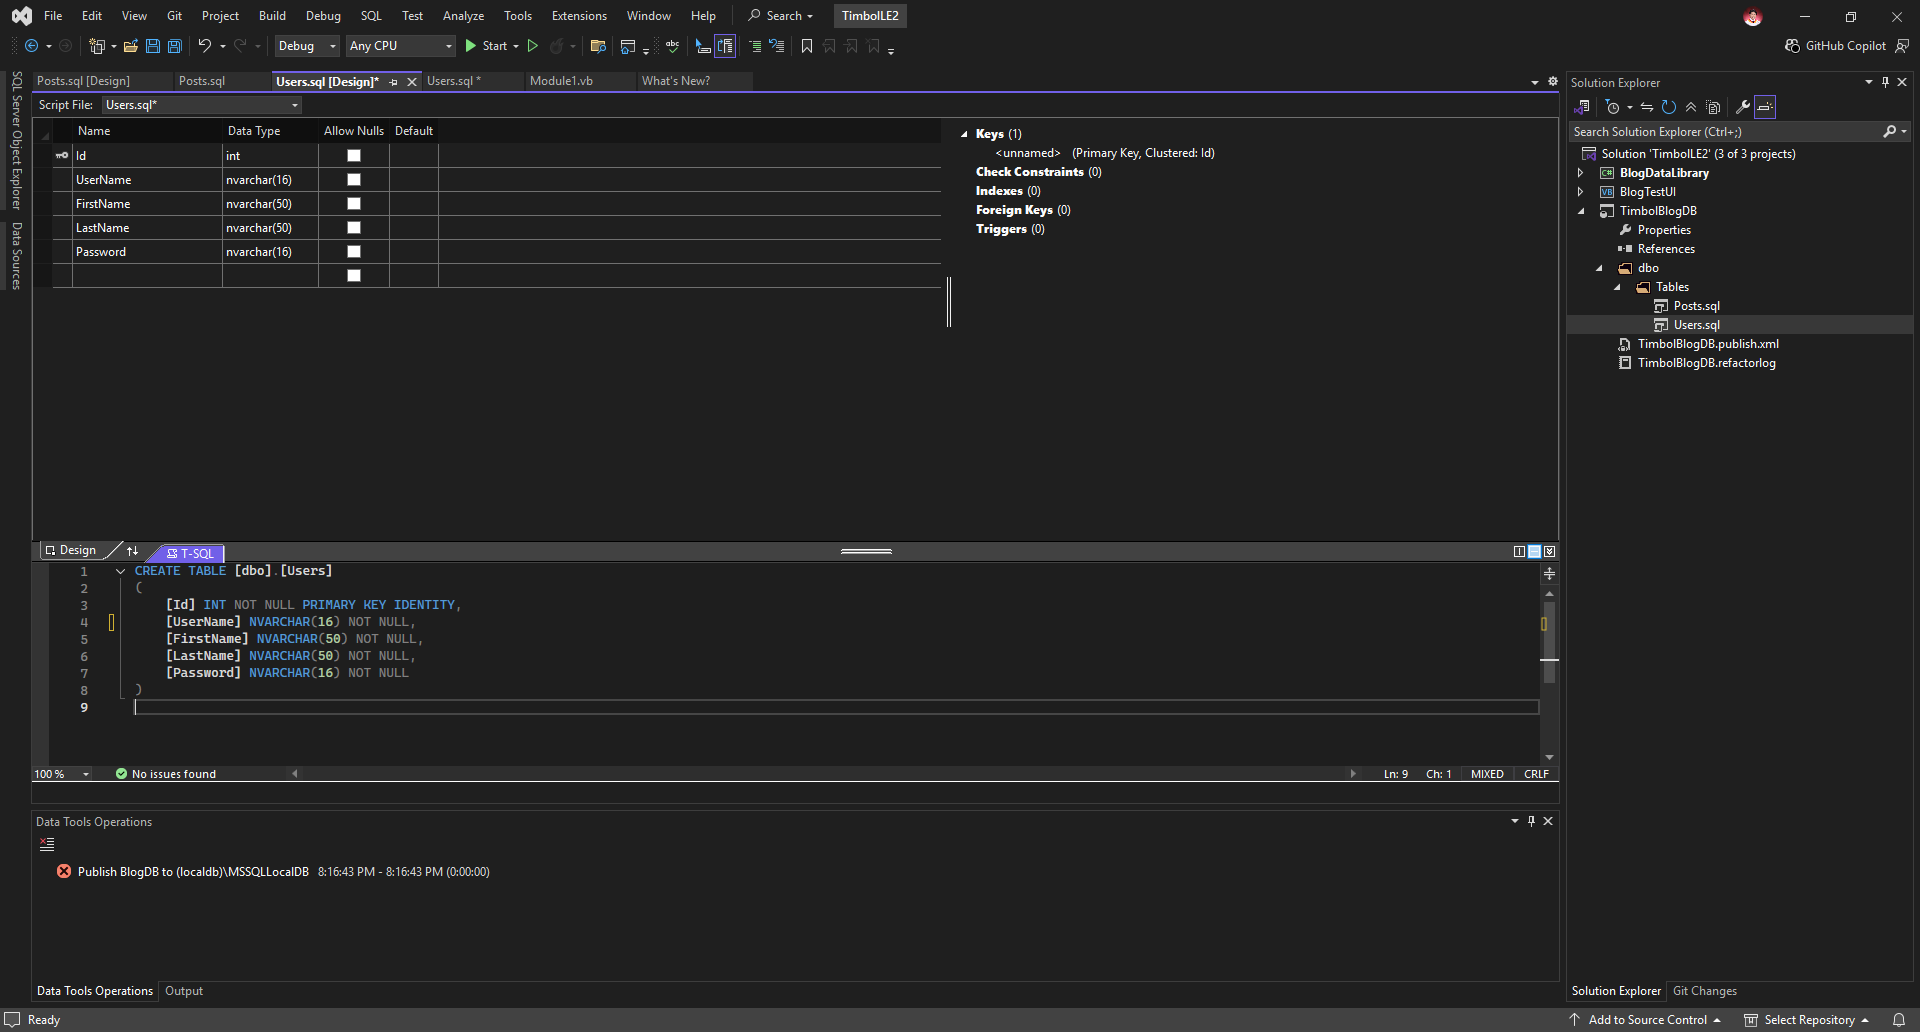 File Edit View Git Project Build Debug SQL Test Analyze Tools Extensions Window Help Search TimbolLE2
Debug Any CPU Start GitHub Copilot
SQL Server Object Explorer
Data Sources
Posts.sql [Design] Posts.sql Users.sql [Design]* Users.sql * Module1.vb What's New?
Script File: Users.sql*
Name Data Type Allow Nulls Default
Id int
UserName nvarchar(16)
FirstName nvarchar(50)
LastName nvarchar(50)
Password nvarchar(16)
Keys (1)
<unnamed> (Primary Key, Clustered: Id)
Check Constraints (0)
Indexes (0)
Foreign Keys (0)
Triggers (0)
Design T-SQL
1 CREATE TABLE [dbo].[Users]
2 (
3 [Id] INT NOT NULL PRIMARY KEY IDENTITY,
4 [UserName] NVARCHAR(16) NOT NULL,
5 [FirstName] NVARCHAR(50) NOT NULL,
6 [LastName] NVARCHAR(50) NOT NULL,
7 [Password] NVARCHAR(16) NOT NULL
8 )
9
100 % No issues found Ln: 9 Ch: 1 MIXED CRLF
Data Tools Operations
Publish BlogDB to (localdb)\MSSQLLocalDB 8:16:43 PM - 8:16:43 PM (0:00:00)
Data Tools Operations Output
Solution Explorer
Search Solution Explorer (Ctrl+;)
Solution 'TimbolLE2' (3 of 3 projects)
C# BlogDataLibrary
VB BlogTestUI
TimbolBlogDB
Properties
References
dbo
Tables
Posts.sql
Users.sql
TimbolBlogDB.publish.xml
TimbolBlogDB.refactorlog
Solution Explorer Git Changes
Ready Add to Source Control Select Repository